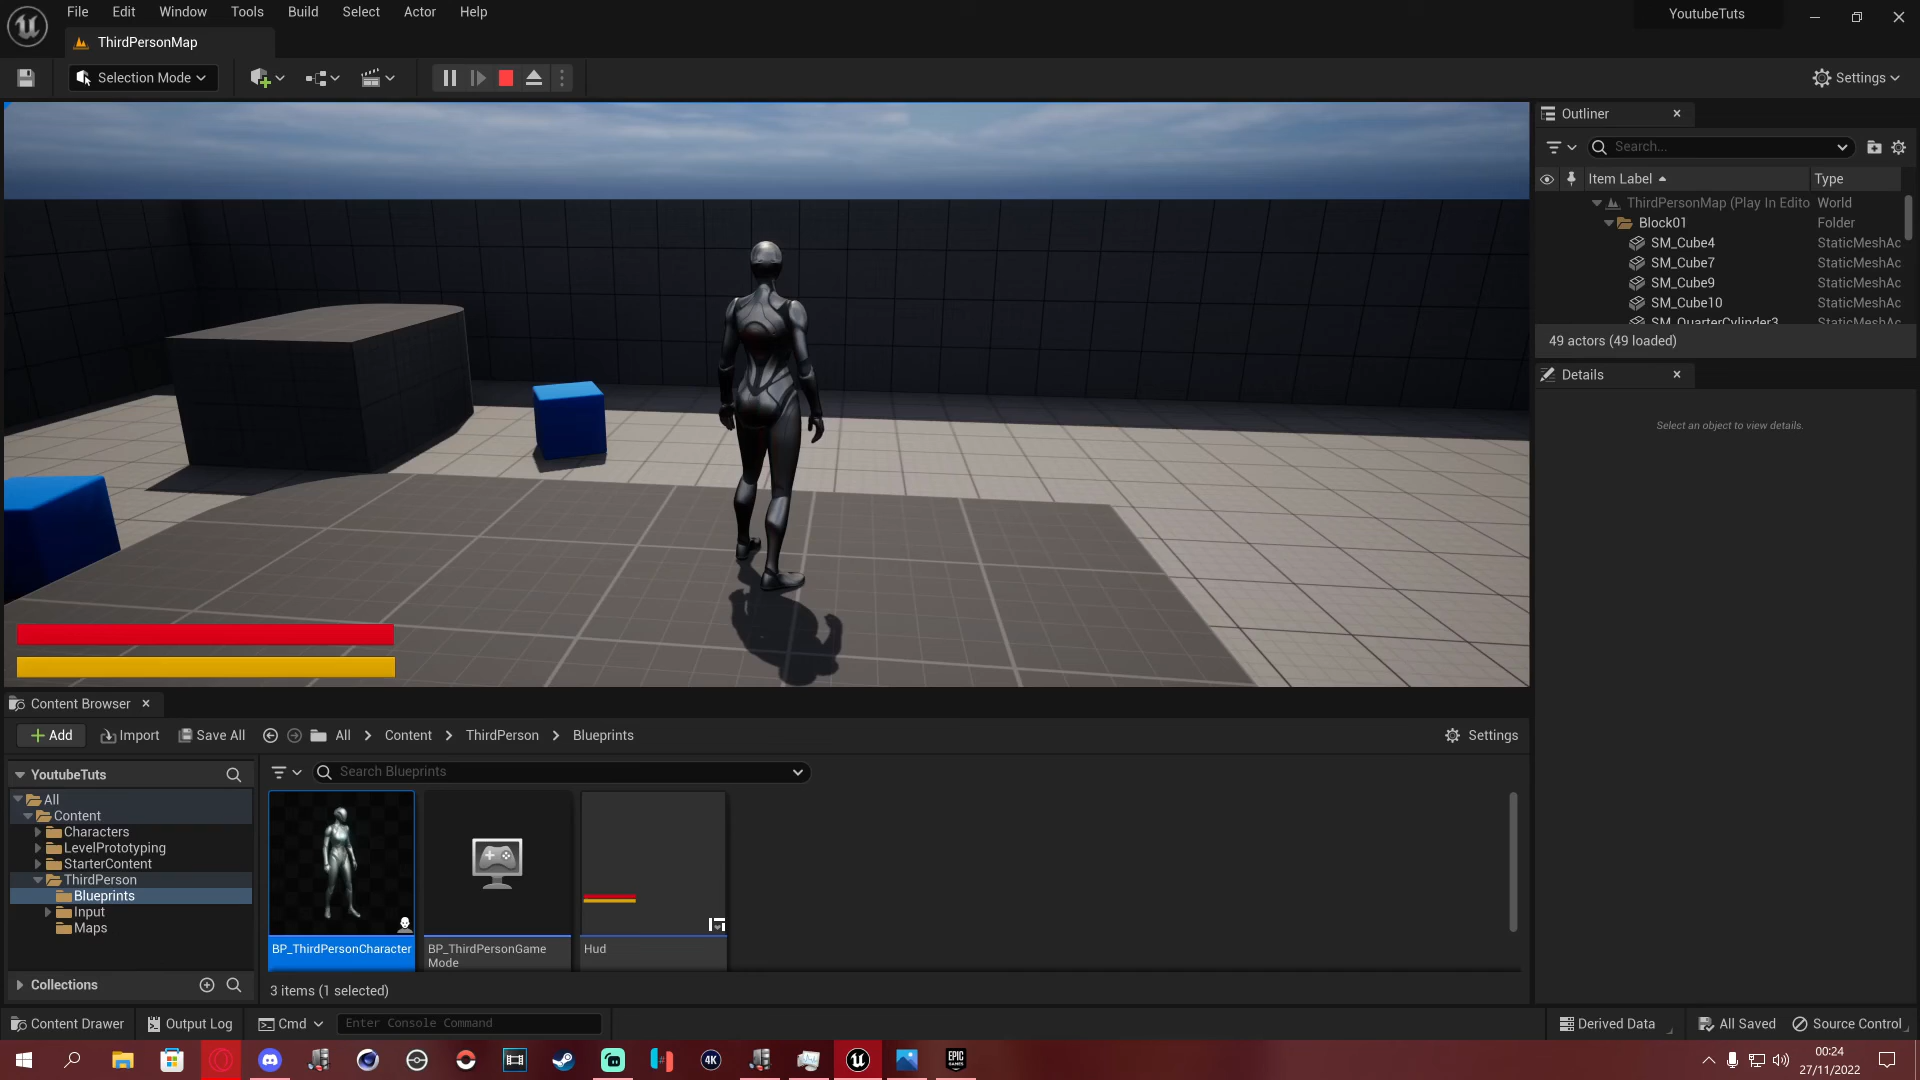 File Edit Window Tools Build Select Actor Help
YoutubeTuts
ThirdPersonMap
Selection Mode
Settings
Outliner
Search...
Item Label Type
ThirdPersonMap (Play In Edito World
Block01 Folder
SM_Cube4 StaticMeshAc
SM_Cube7 StaticMeshAc
SM_Cube9 StaticMeshAc
SM_Cube10 StaticMeshAc
SM_QuarterCylinder3 StaticMeshAc
49 actors (49 loaded)
Details
Select an object to view details.
Content Browser
Add Import Save All All Content ThirdPerson Blueprints Settings
YoutubeTuts
Search Blueprints
All
Content
Characters
LevelPrototyping
StarterContent
ThirdPerson
Blueprints
Input
Maps
BP_ThirdPersonCharacter
BP_ThirdPersonGame
Mode
Hud
Collections
3 items (1 selected)
Content Drawer Output Log Cmd Enter Console Command Derived Data All Saved Source Control
4K
EPIC
GAMES
00:24
27/11/2022